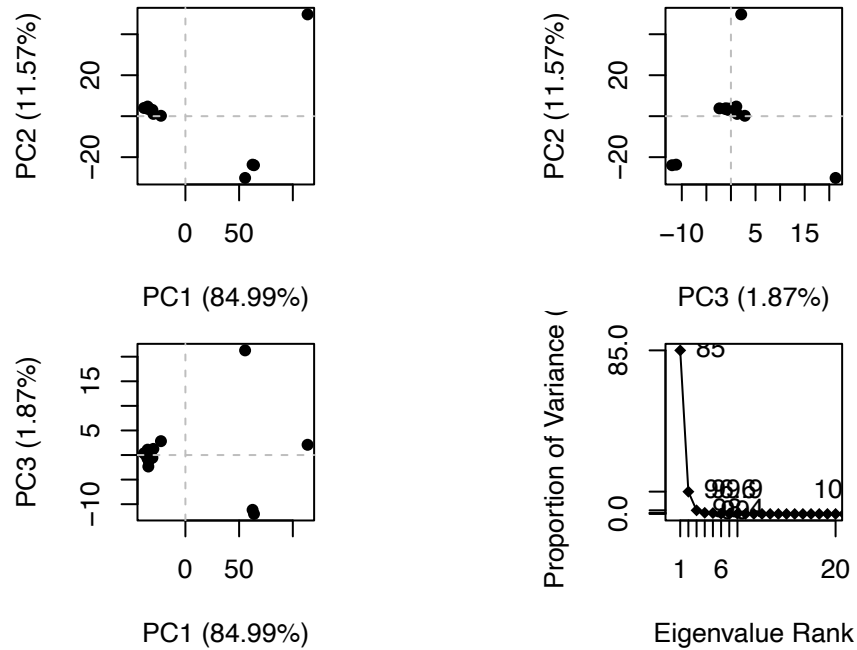 PC2 (11.57%)
20
−20
0 50
PC1 (84.99%)
PC2 (11.57%)
20
−20
−10 5 15
PC3 (1.87%)
PC3 (1.87%)
15
5
−10
0 50
PC1 (84.99%)
Proportion of Variance (
85.0
0.0
85
10
1 6 20
Eigenvalue Rank